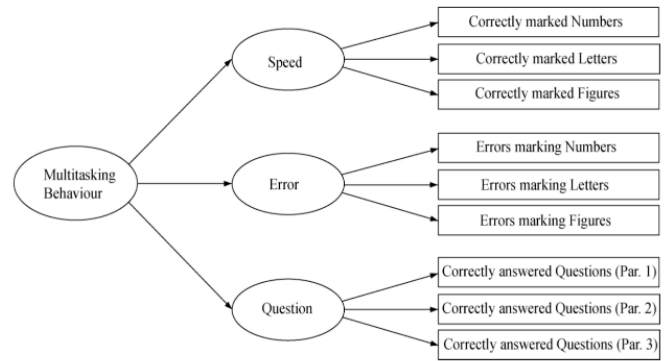 Multitasking
Behaviour
Speed
Correctly marked Numbers
Correctly marked Letters
Correctly marked Figures
Error
Errors marking Numbers
Errors marking Letters
Errors marking Figures
Question
Correctly answered Questions (Par. 1)
Correctly answered Questions (Par. 2)
Correctly answered Questions (Par. 3)